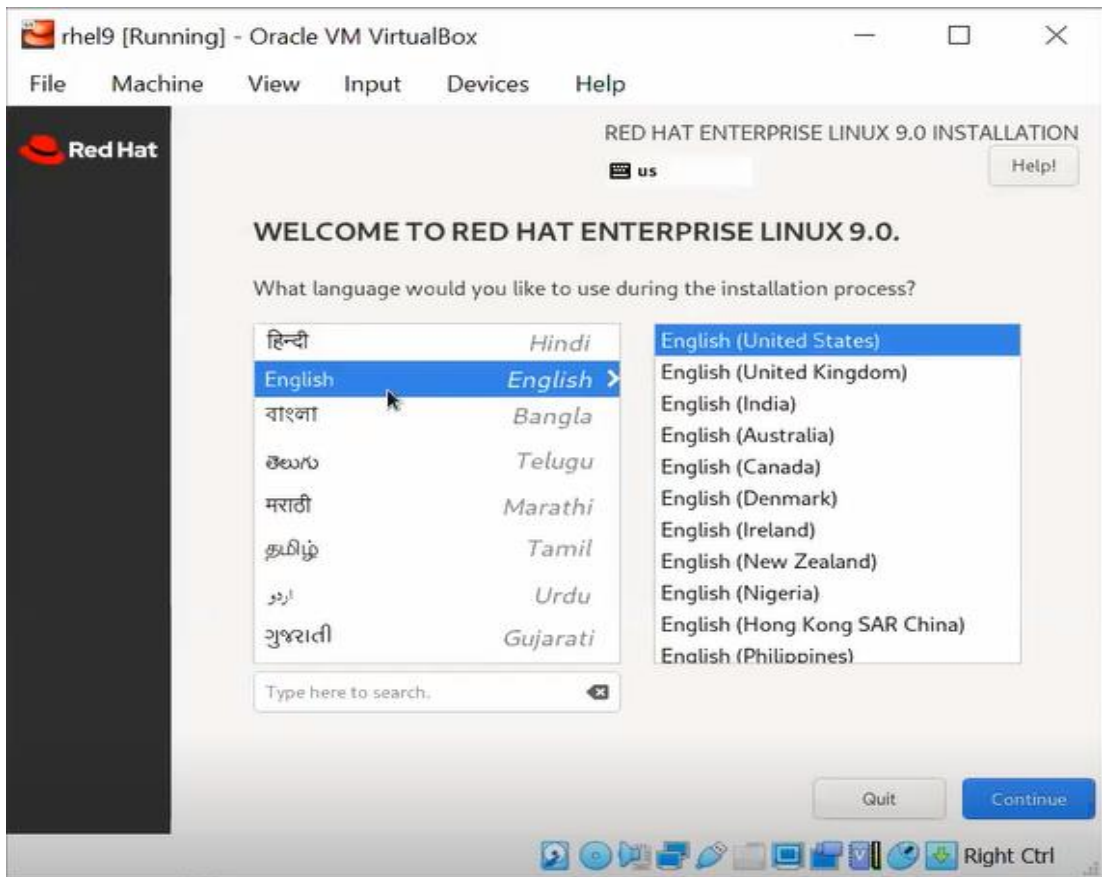 rhel9 [Running] - Oracle VM VirtualBox
File Machine View Input Devices Help
Red Hat
RED HAT ENTERPRISE LINUX 9.0 INSTALLATION
us
Help!
WELCOME TO RED HAT ENTERPRISE LINUX 9.0.
What language would you like to use during the installation process?
हिन्दी Hindi
English English
বাংলা Bangla
తెలుగు Telugu
मराठी Marathi
தமிழ் Tamil
اردو Urdu
ગુજરાતી Gujarati
Type here to search.
English (United States)
English (United Kingdom)
English (India)
English (Australia)
English (Canada)
English (Denmark)
English (Ireland)
English (New Zealand)
English (Nigeria)
English (Hong Kong SAR China)
English (Philippines)
Quit Continue
Right Ctrl